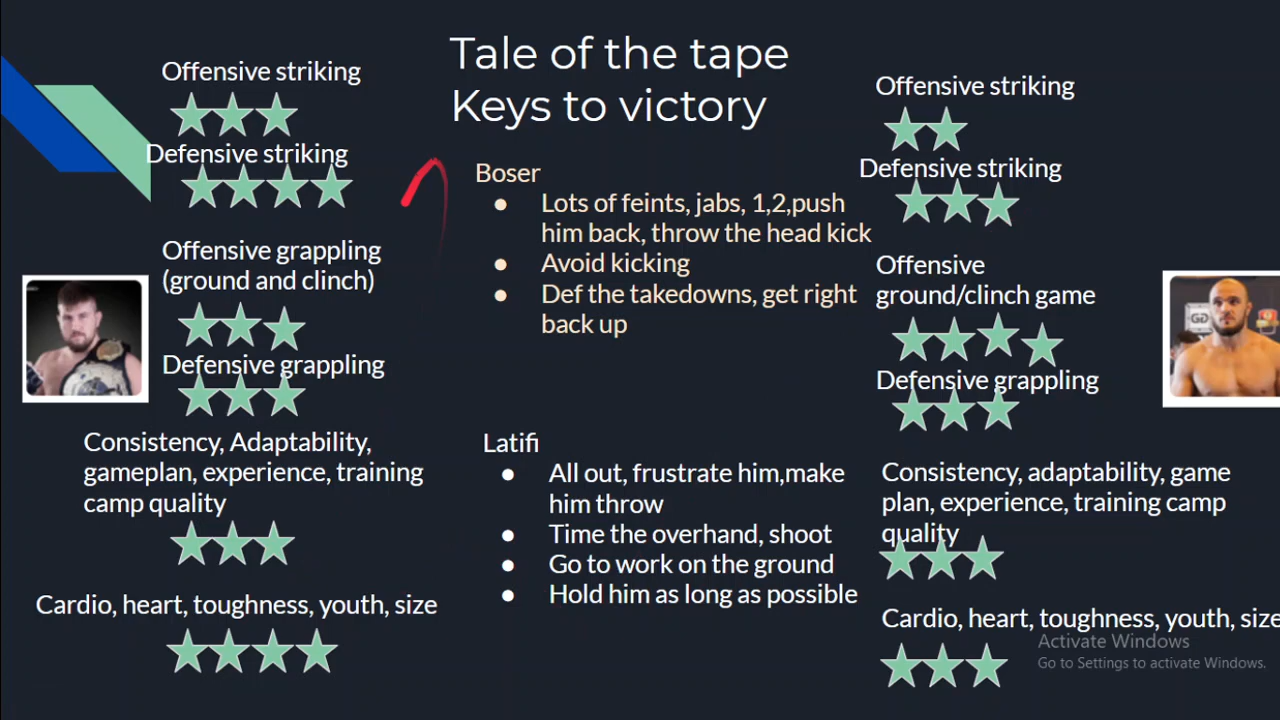 Tale of the tape
Keys to victory
Offensive striking
Defensive striking
Offensive grappling
(ground and clinch)
Defensive grappling
Consistency, Adaptability,
gameplan, experience, training
camp quality
Cardio, heart, toughness, youth, size
Boser
● Lots of feints, jabs, 1,2,push
him back, throw the head kick
● Avoid kicking
● Def the takedowns, get right
back up
Latifi
● All out, frustrate him,make
him throw
● Time the overhand, shoot
● Go to work on the ground
● Hold him as long as possible
Offensive striking
Defensive striking
Offensive
ground/clinch game
Defensive grappling
Consistency, adaptability, game
plan, experience, training camp
quality
Cardio, heart, toughness, youth, size
Activate Windows
Go to Settings to activate Windows.